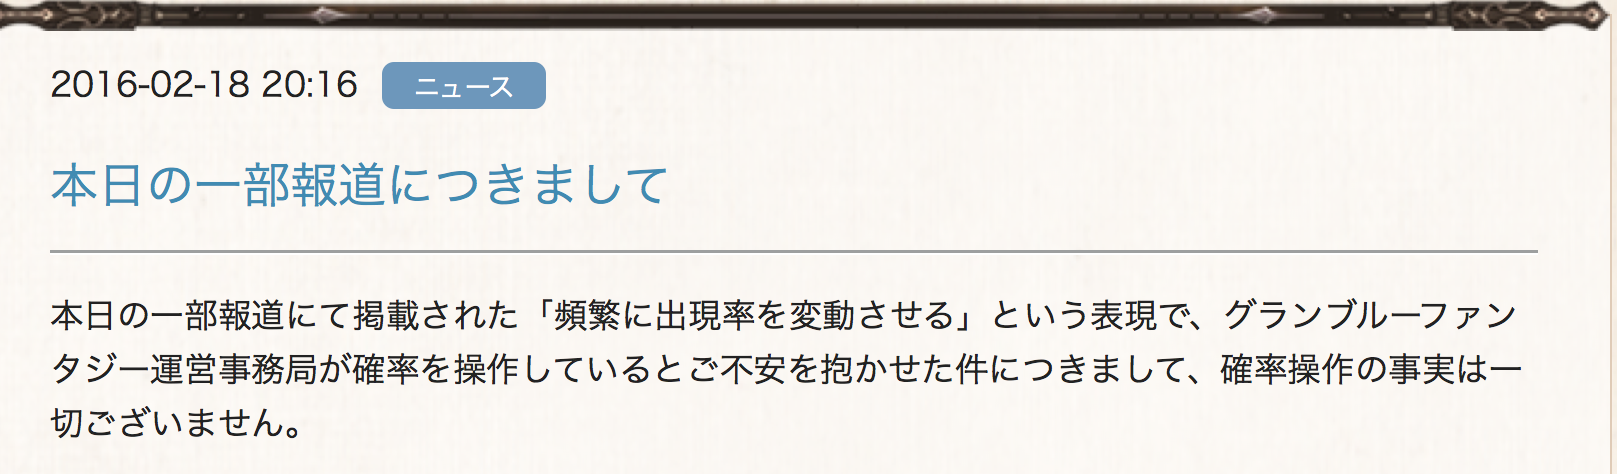 2016-02-18 20:16 ニュース
本日の一部報道につきまして
本日の一部報道にて掲載された「頻繁に出現率を変動させる」という表現で、グランブルーファン
タジー運営事務局が確率を操作しているとご不安を抱かせた件につきまして、確率操作の事実は一
切ございません。